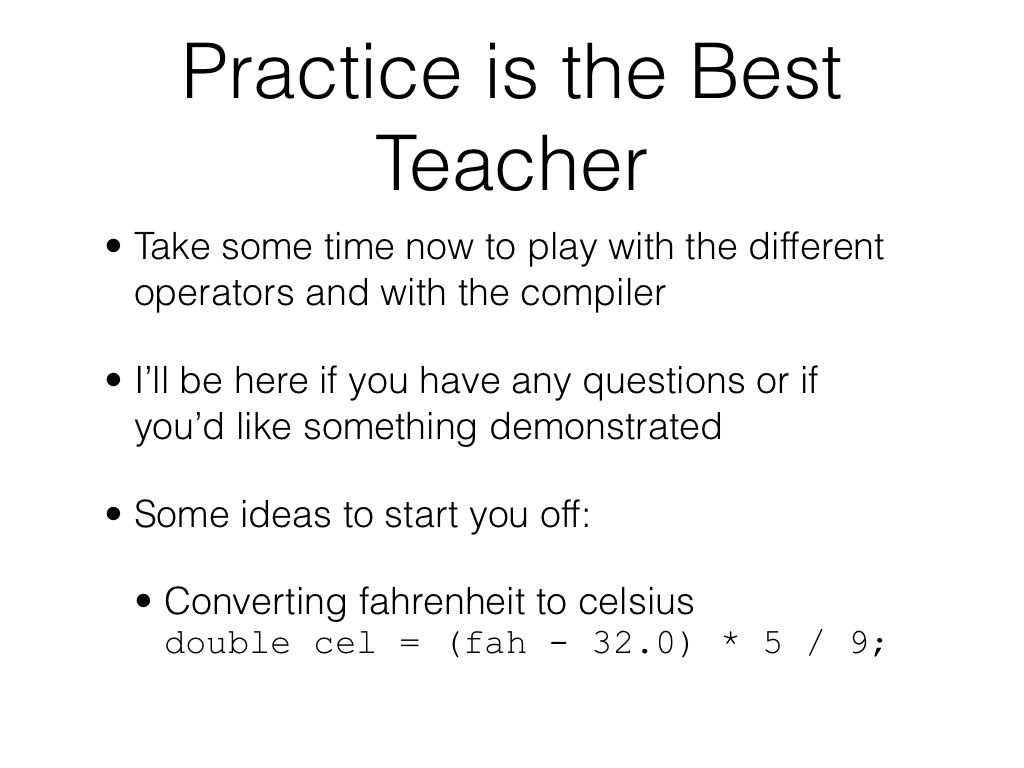 Practice is the Best
Teacher
• Take some time now to play with the different
operators and with the compiler
• I’ll be here if you have any questions or if
you’d like something demonstrated
• Some ideas to start you off:
• Converting fahrenheit to celsius
double cel = (fah - 32.0) * 5 / 9;